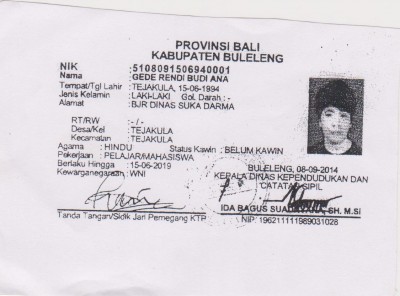 PROVINSI BALI
KABUPATEN BULELENG
NIK : 5108091506940001
Nama : GEDE RENDI BUDI ANA
Tempat/Tgl Lahir : TEJAKULA, 15-06-1994
Jenis Kelamin : LAKI-LAKI Gol. Darah : -
Alamat : BJR DINAS SUKA DARMA
RT/RW : -/-
Desa/Kel : TEJAKULA
Kecamatan : TEJAKULA
Agama : HINDU Status Kawin : BELUM KAWIN
Pekerjaan : PELAJAR/MAHASISWA
Berlaku Hingga : 15-06-2019
Kewarganegaraan : WNI
BULELENG, 08-09-2014
KEPALA DINAS KEPENDUDUKAN DAN
CATATAN SIPIL
IDA BAGUS SH. M.Si
Tanda Tangan/Sidik Jari Pemegang KTP
NIP. 196211111989031028